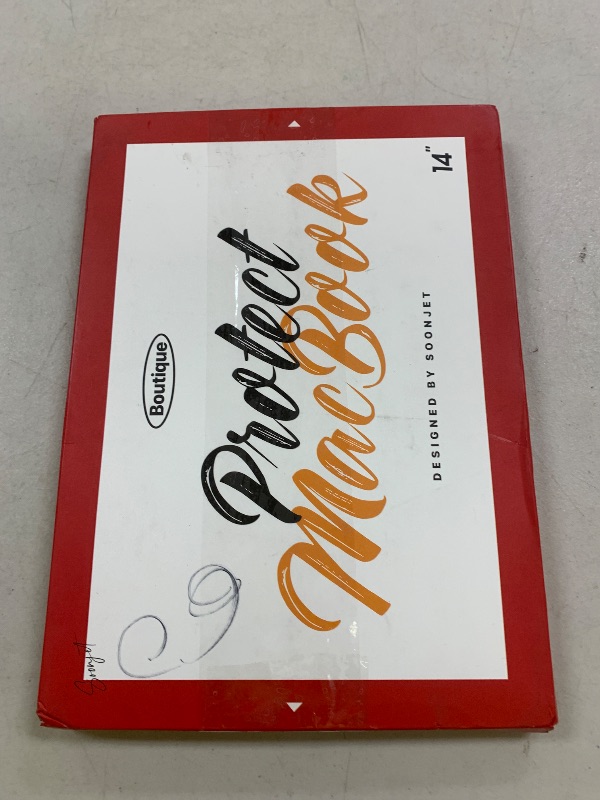 Soonjet
Boutique
14"
Protect
MacBook
DESIGNED BY SOONJET